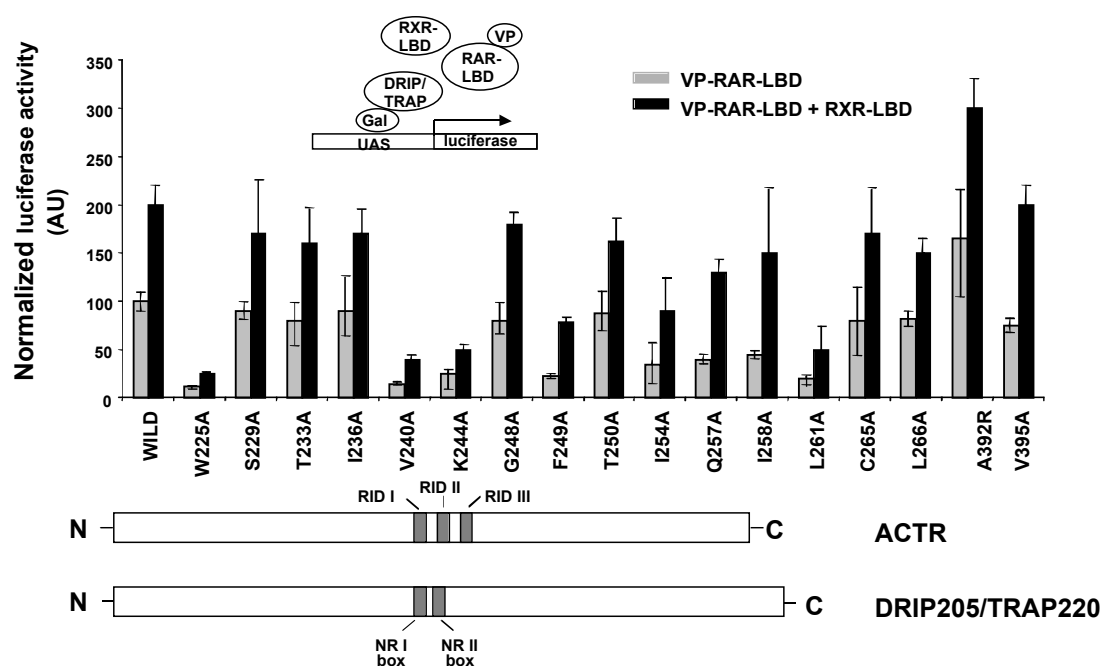 Normalized luciferase activity
(AU)
350
300
250
200
150
100
50
0
RXR-
LBD
VP
RAR-
LBD
DRIP/
TRAP
Gal
UAS
luciferase
VP-RAR-LBD
VP-RAR-LBD + RXR-LBD
WILD
W225A
S229A
T233A
I236A
V240A
K244A
G248A
F249A
T250A
I254A
Q257A
I258A
L261A
C265A
L266A
A392R
V395A
RID I
RID II
RID III
N
C
ACTR
N
C
DRIP205/TRAP220
NR I
box
NR II
box